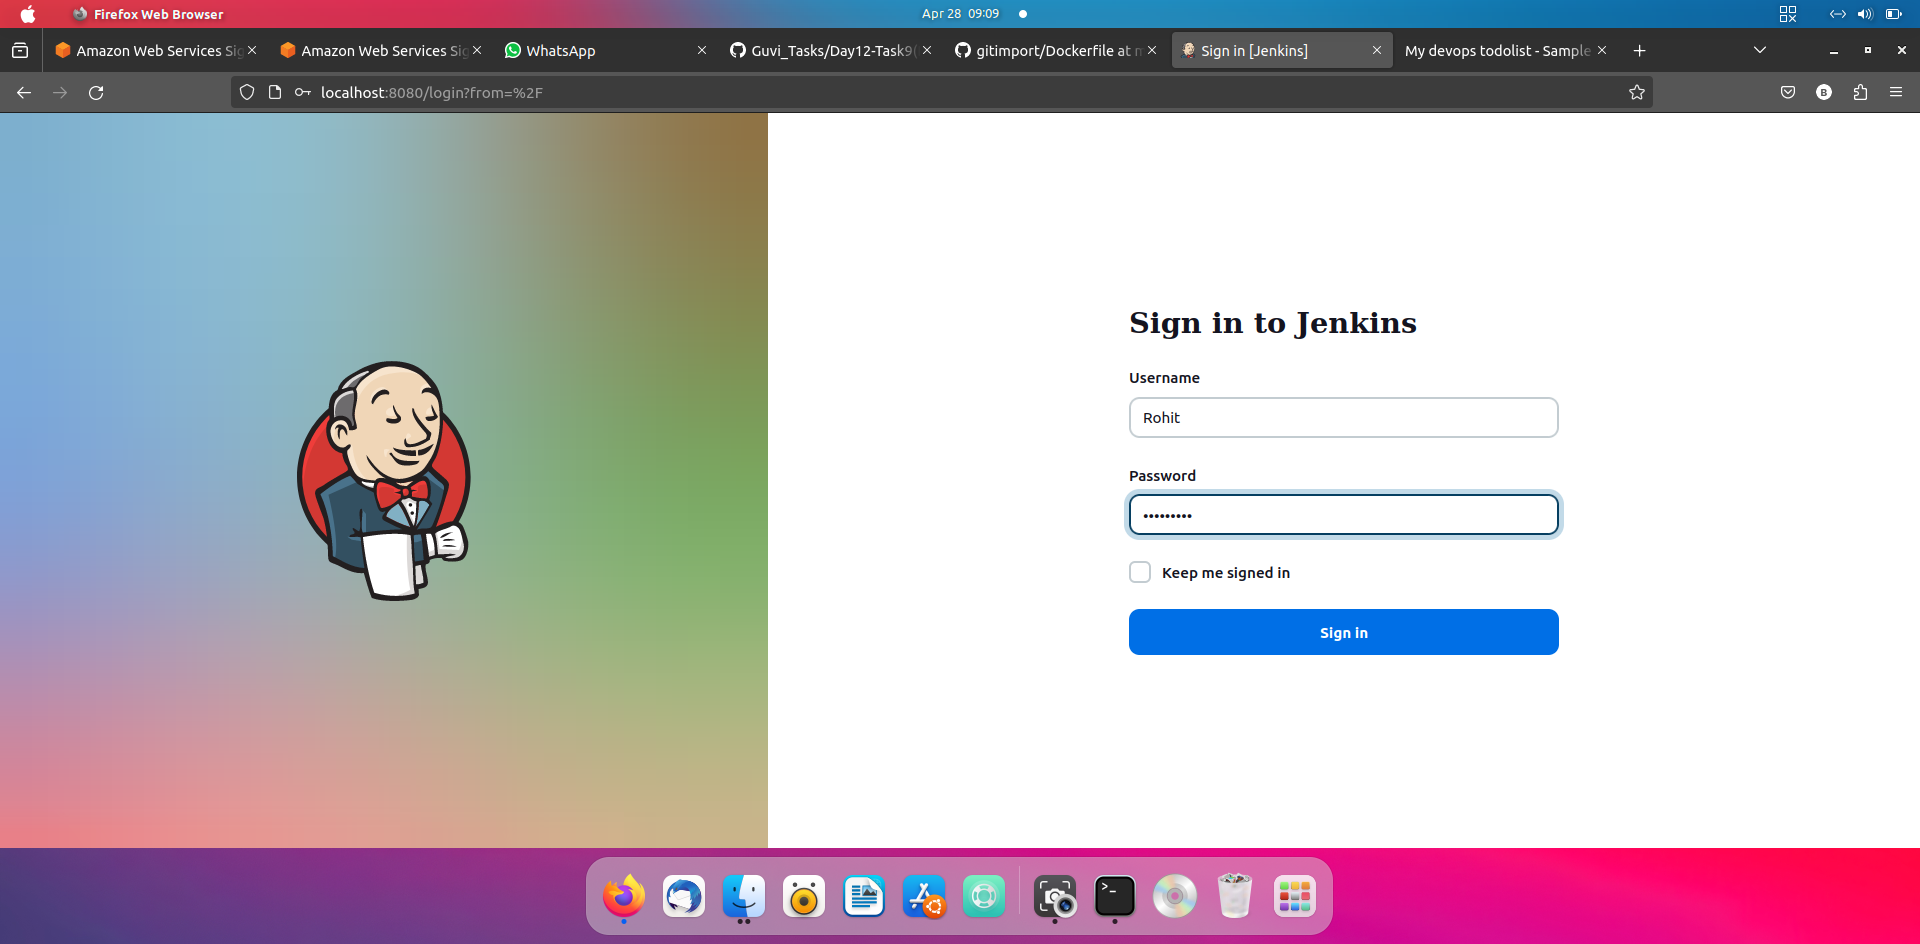 Firefox Web Browser
Apr 28 09:09
Amazon Web Services Sig
Amazon Web Services Sig
WhatsApp
Guvi_Tasks/Day12-Task9(
gitimport/Dockerfile at m
Sign in [Jenkins]
My devops todolist - Sample
localhost:8080/login?from=%2F
B
Sign in to Jenkins
Username
Rohit
Password
•••••••••
Keep me signed in
Sign in
>_